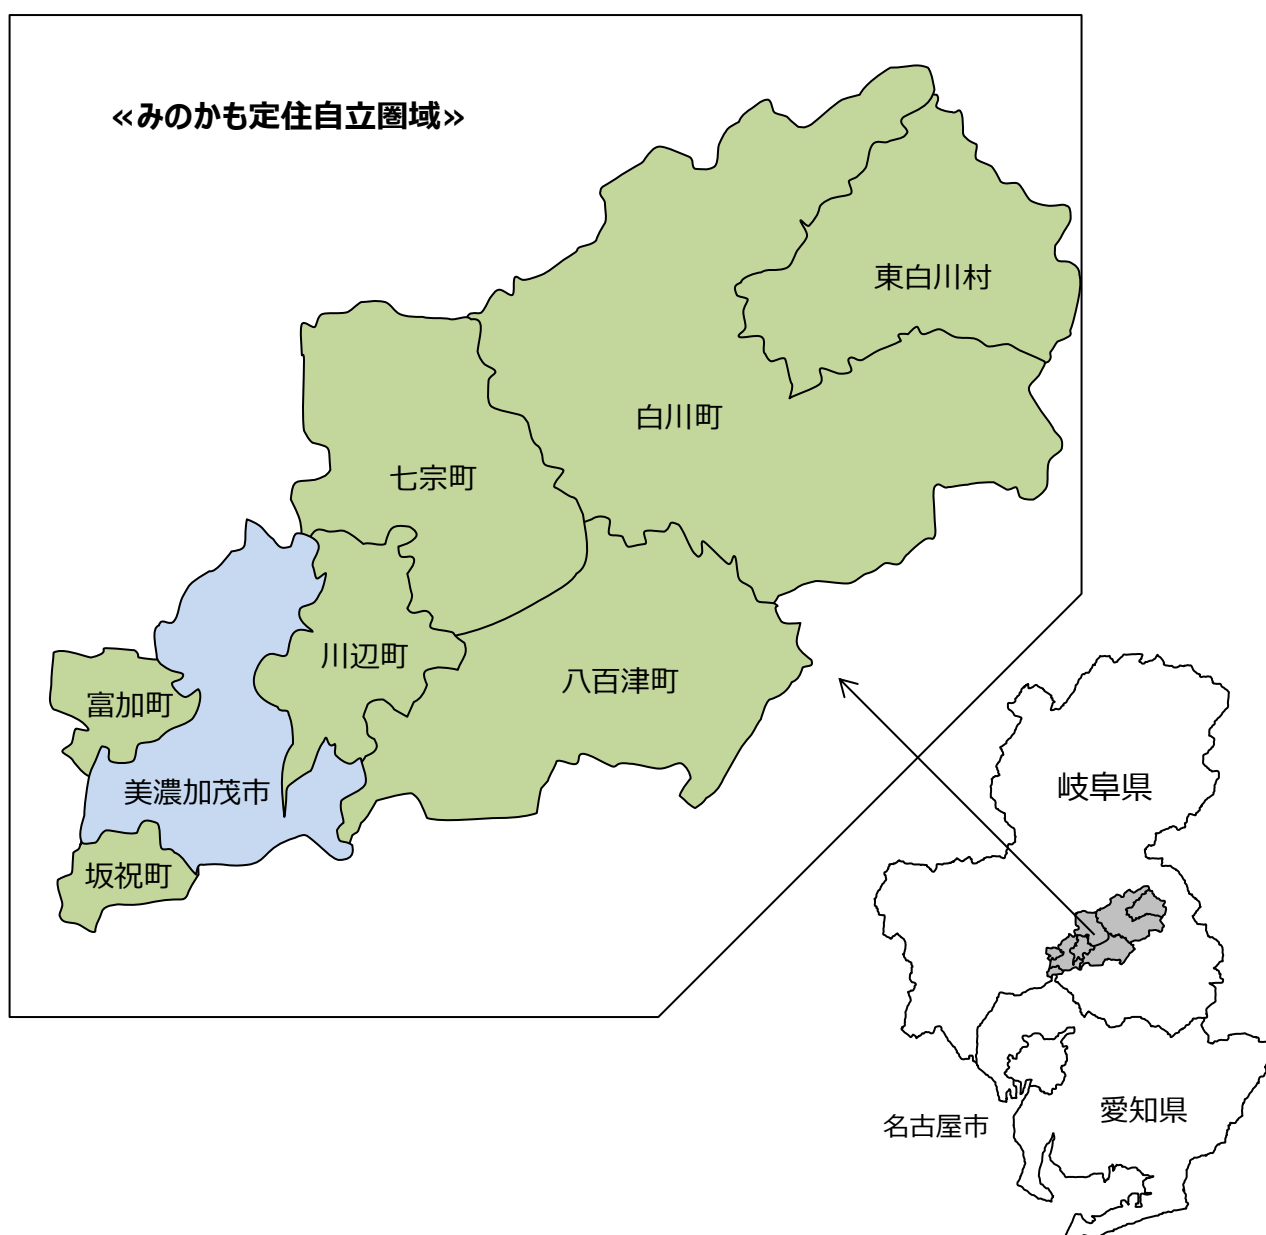 «みのかも定住自立圏域»
東白川村
白川町
七宗町
川辺町
八百津町
富加町
美濃加茂市
坂祝町
岐阜県
愛知県
名古屋市